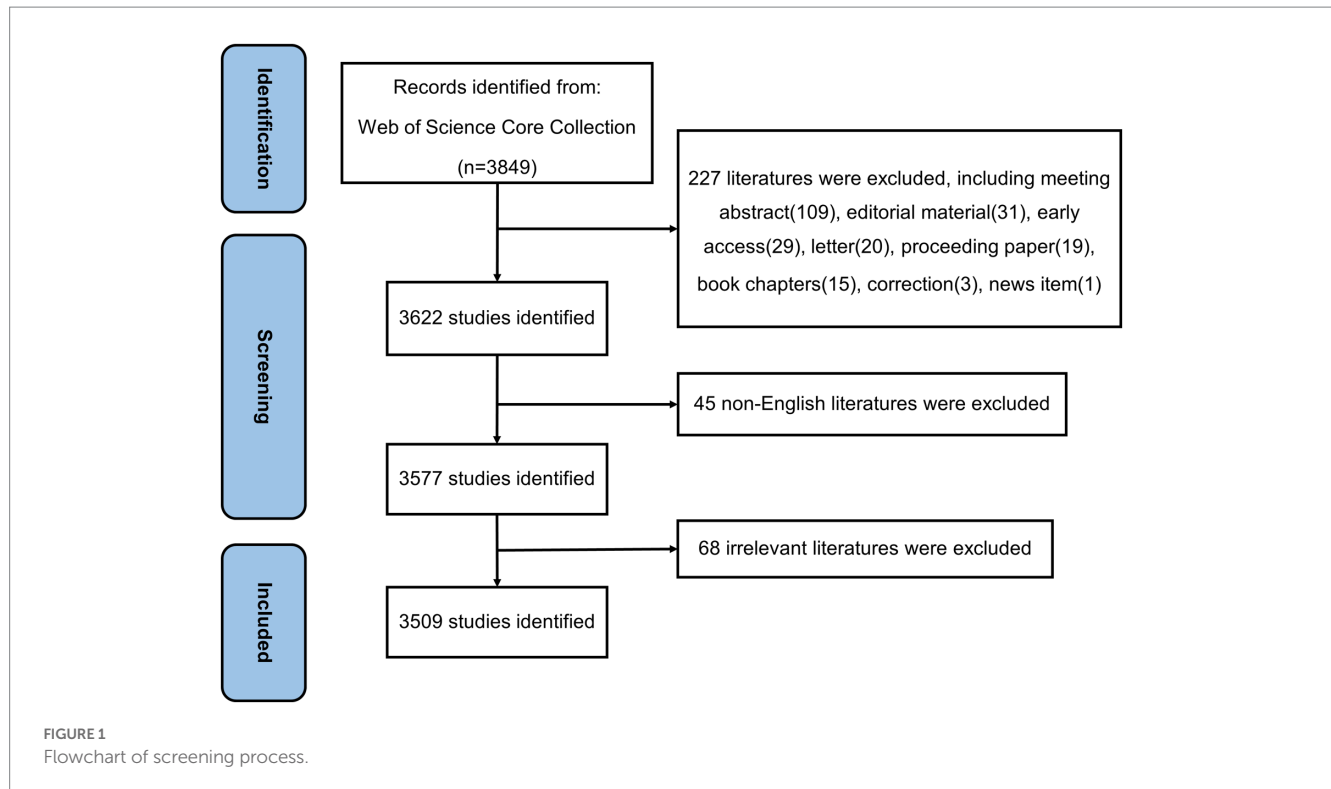 Identification
Records identified from:
Web of Science Core Collection
(n=3849)
227 literatures were excluded, including meeting
abstract(109), editorial material(31), early
access(29), letter(20), proceeding paper(19),
book chapters(15), correction(3), news item(1)
Screening
3622 studies identified
45 non-English literatures were excluded
3577 studies identified
68 irrelevant literatures were excluded
Included
3509 studies identified
FIGURE 1
Flowchart of screening process.